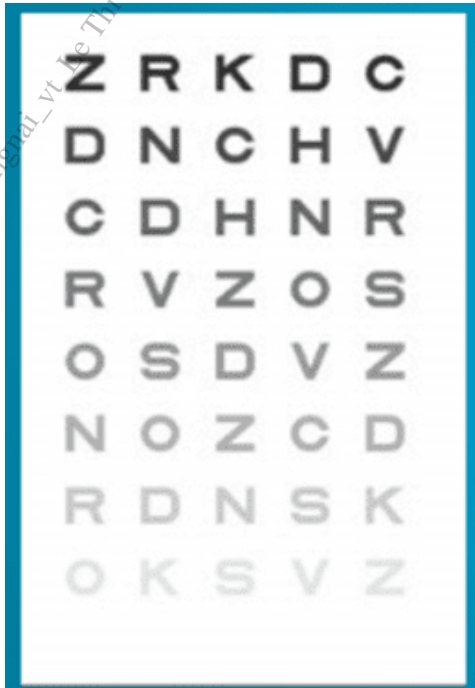 Z R K D C
D N C H V
C D H N R
R V Z O S
O S D V Z
N O Z C D
R D N S K
O K S V Z